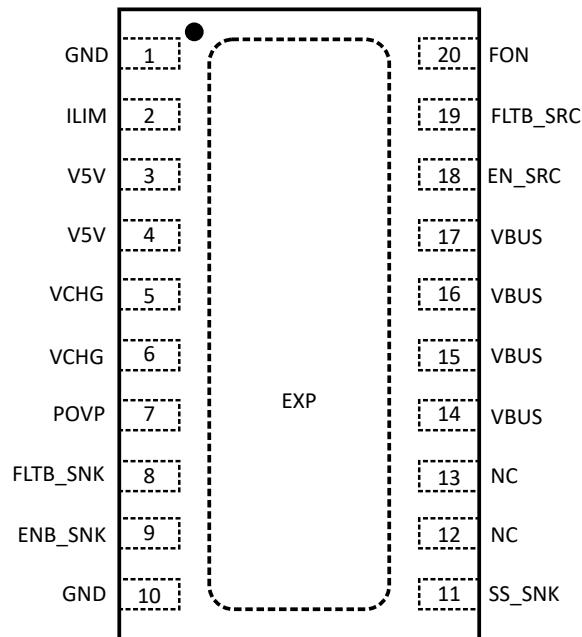 GND 1 20 FON
ILIM 2 19 FLTB_SRC
V5V 3 18 EN_SRC
V5V 4 17 VBUS
VCHG 5 16 VBUS
VCHG 6 15 VBUS
EXP
POVP 7 14 VBUS
FLTB_SNK 8 13 NC
ENB_SNK 9 12 NC
GND 10 11 SS_SNK